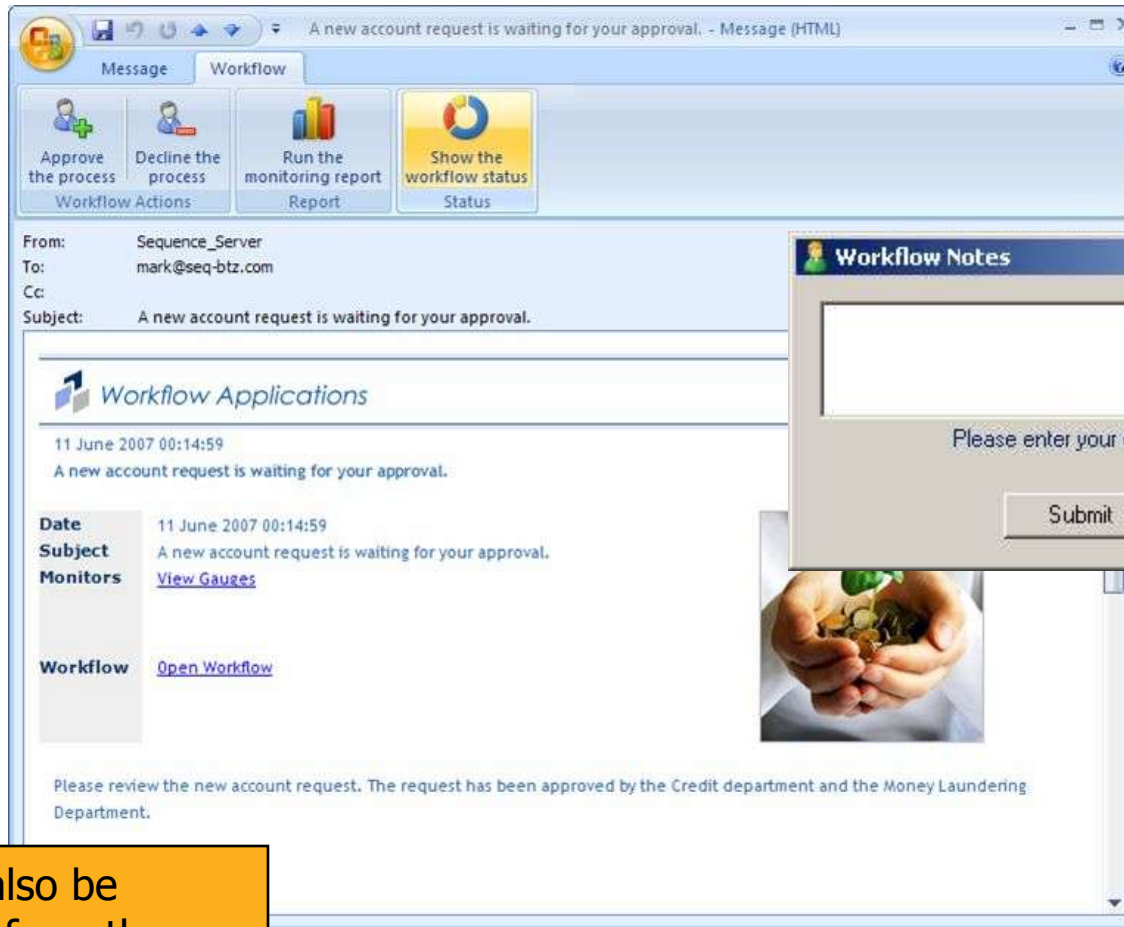 A new account request is waiting for your approval. - Message (HTML)
Message Workflow
Approve the process
Decline the process
Workflow Actions
Run the monitoring report
Report
Show the workflow status
Status
From: Sequence_Server
To: mark@seq-btz.com
Cc:
Subject: A new account request is waiting for your approval.
Workflow Notes
Please enter your
Submit
Workflow Applications
11 June 2007 00:14:59
A new account request is waiting for your approval.
Date 11 June 2007 00:14:59
Subject A new account request is waiting for your approval.
Monitors View Gauges
Workflow Open Workflow
Please review the new account request. The request has been approved by the Credit department and the Money Laundering
Department.
also be